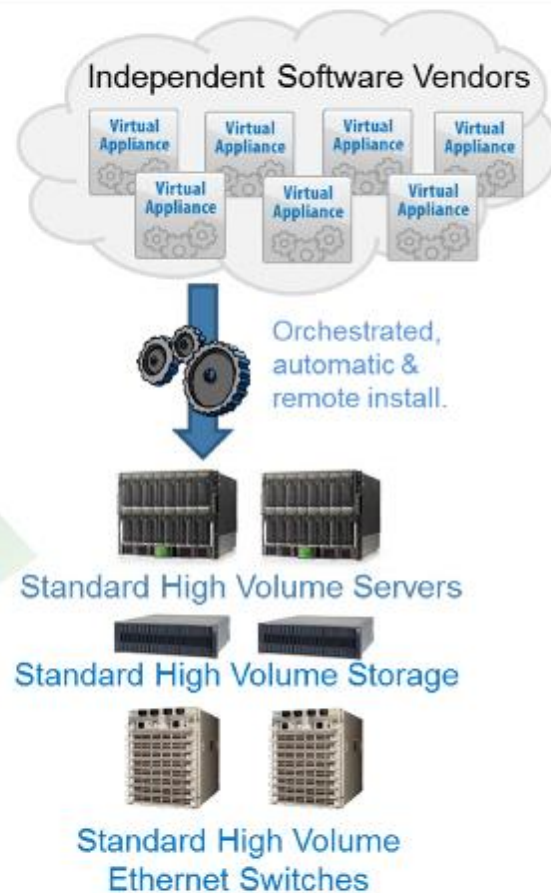 Independent Software Vendors
Virtual
Appliance
Virtual
Appliance
Virtual
Appliance
Virtual
Appliance
Virtual
Appliance
Virtual
Appliance
Virtual
Appliance
Orchestrated,
automatic &
remote install.
Standard High Volume Servers
Standard High Volume Storage
Standard High Volume
Ethernet Switches